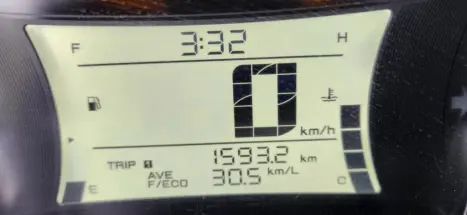 F 3:32 H
0 km/h
TRIP 1 1593.2 km
AVE F/ECO 30.5 km/L
E C